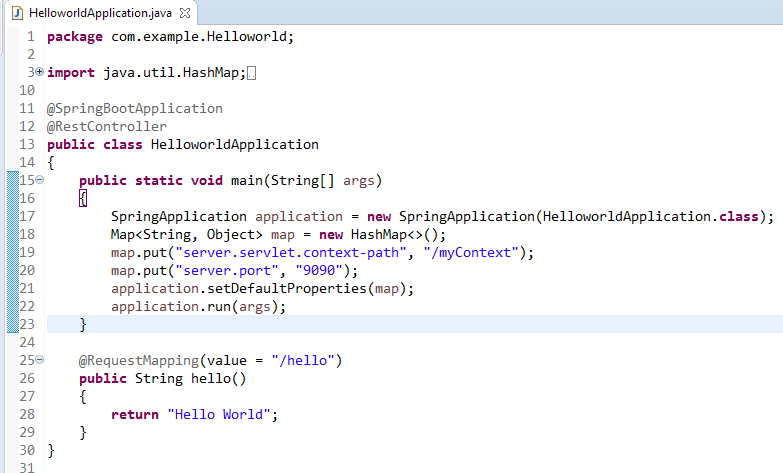 HelloworldApplication.java
1 package com.example.Helloworld;
2
3 import java.util.HashMap;
10
11 @SpringBootApplication
12 @RestController
13 public class HelloworldApplication
14 {
15     public static void main(String[] args)
16     {
17         SpringApplication application = new SpringApplication(HelloworldApplication.class);
18         Map<String, Object> map = new HashMap<>();
19         map.put("server.servlet.context-path", "/myContext");
20         map.put("server.port", "9090");
21         application.setDefaultProperties(map);
22         application.run(args);
23     }
24
25     @RequestMapping(value = "/hello")
26     public String hello()
27     {
28         return "Hello World";
29     }
30 }
31